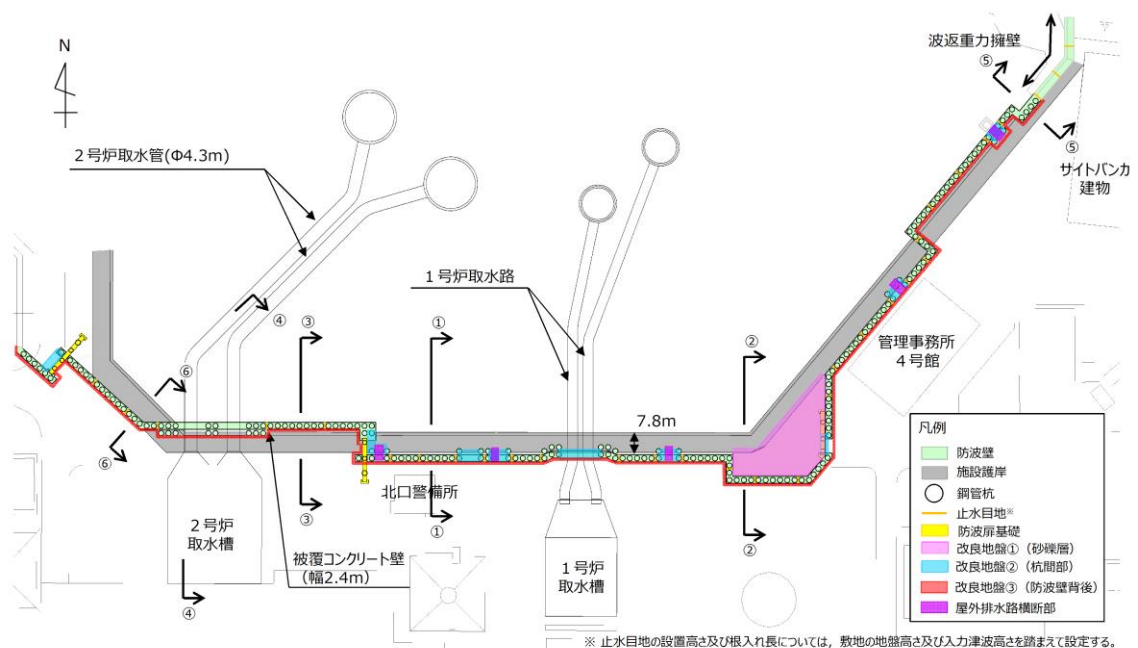 N
波返重力擁壁
⑤
⑤
サイトバンカ
建物
2号炉取水管(Φ4.3m)
1号炉取水路
④
③
①
②
⑥
⑥
7.8m
管理事務所
4号館
北口警備所
③
①
②
2号炉
取水槽
被覆コンクリート壁
（幅2.4m）
1号炉
取水槽
④
凡例
防波壁
施設護岸
鋼管杭
止水目地※
防波扉基礎
改良地盤①（砂礫層）
改良地盤②（杭間部）
改良地盤③（防波壁背後）
屋外排水路横断部
※ 止水目地の設置高さ及び根入れ長については，敷地の地盤高さ及び入力津波高さを踏まえて設定する。